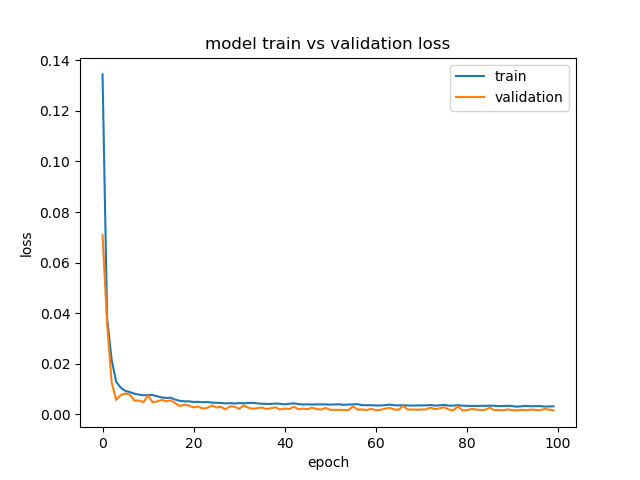 model train vs validation loss
0.14
train
validation
0.12
0.10
0.08
loss
0.06
0.04
0.02
0.00
0 20 40 60 80 100
epoch